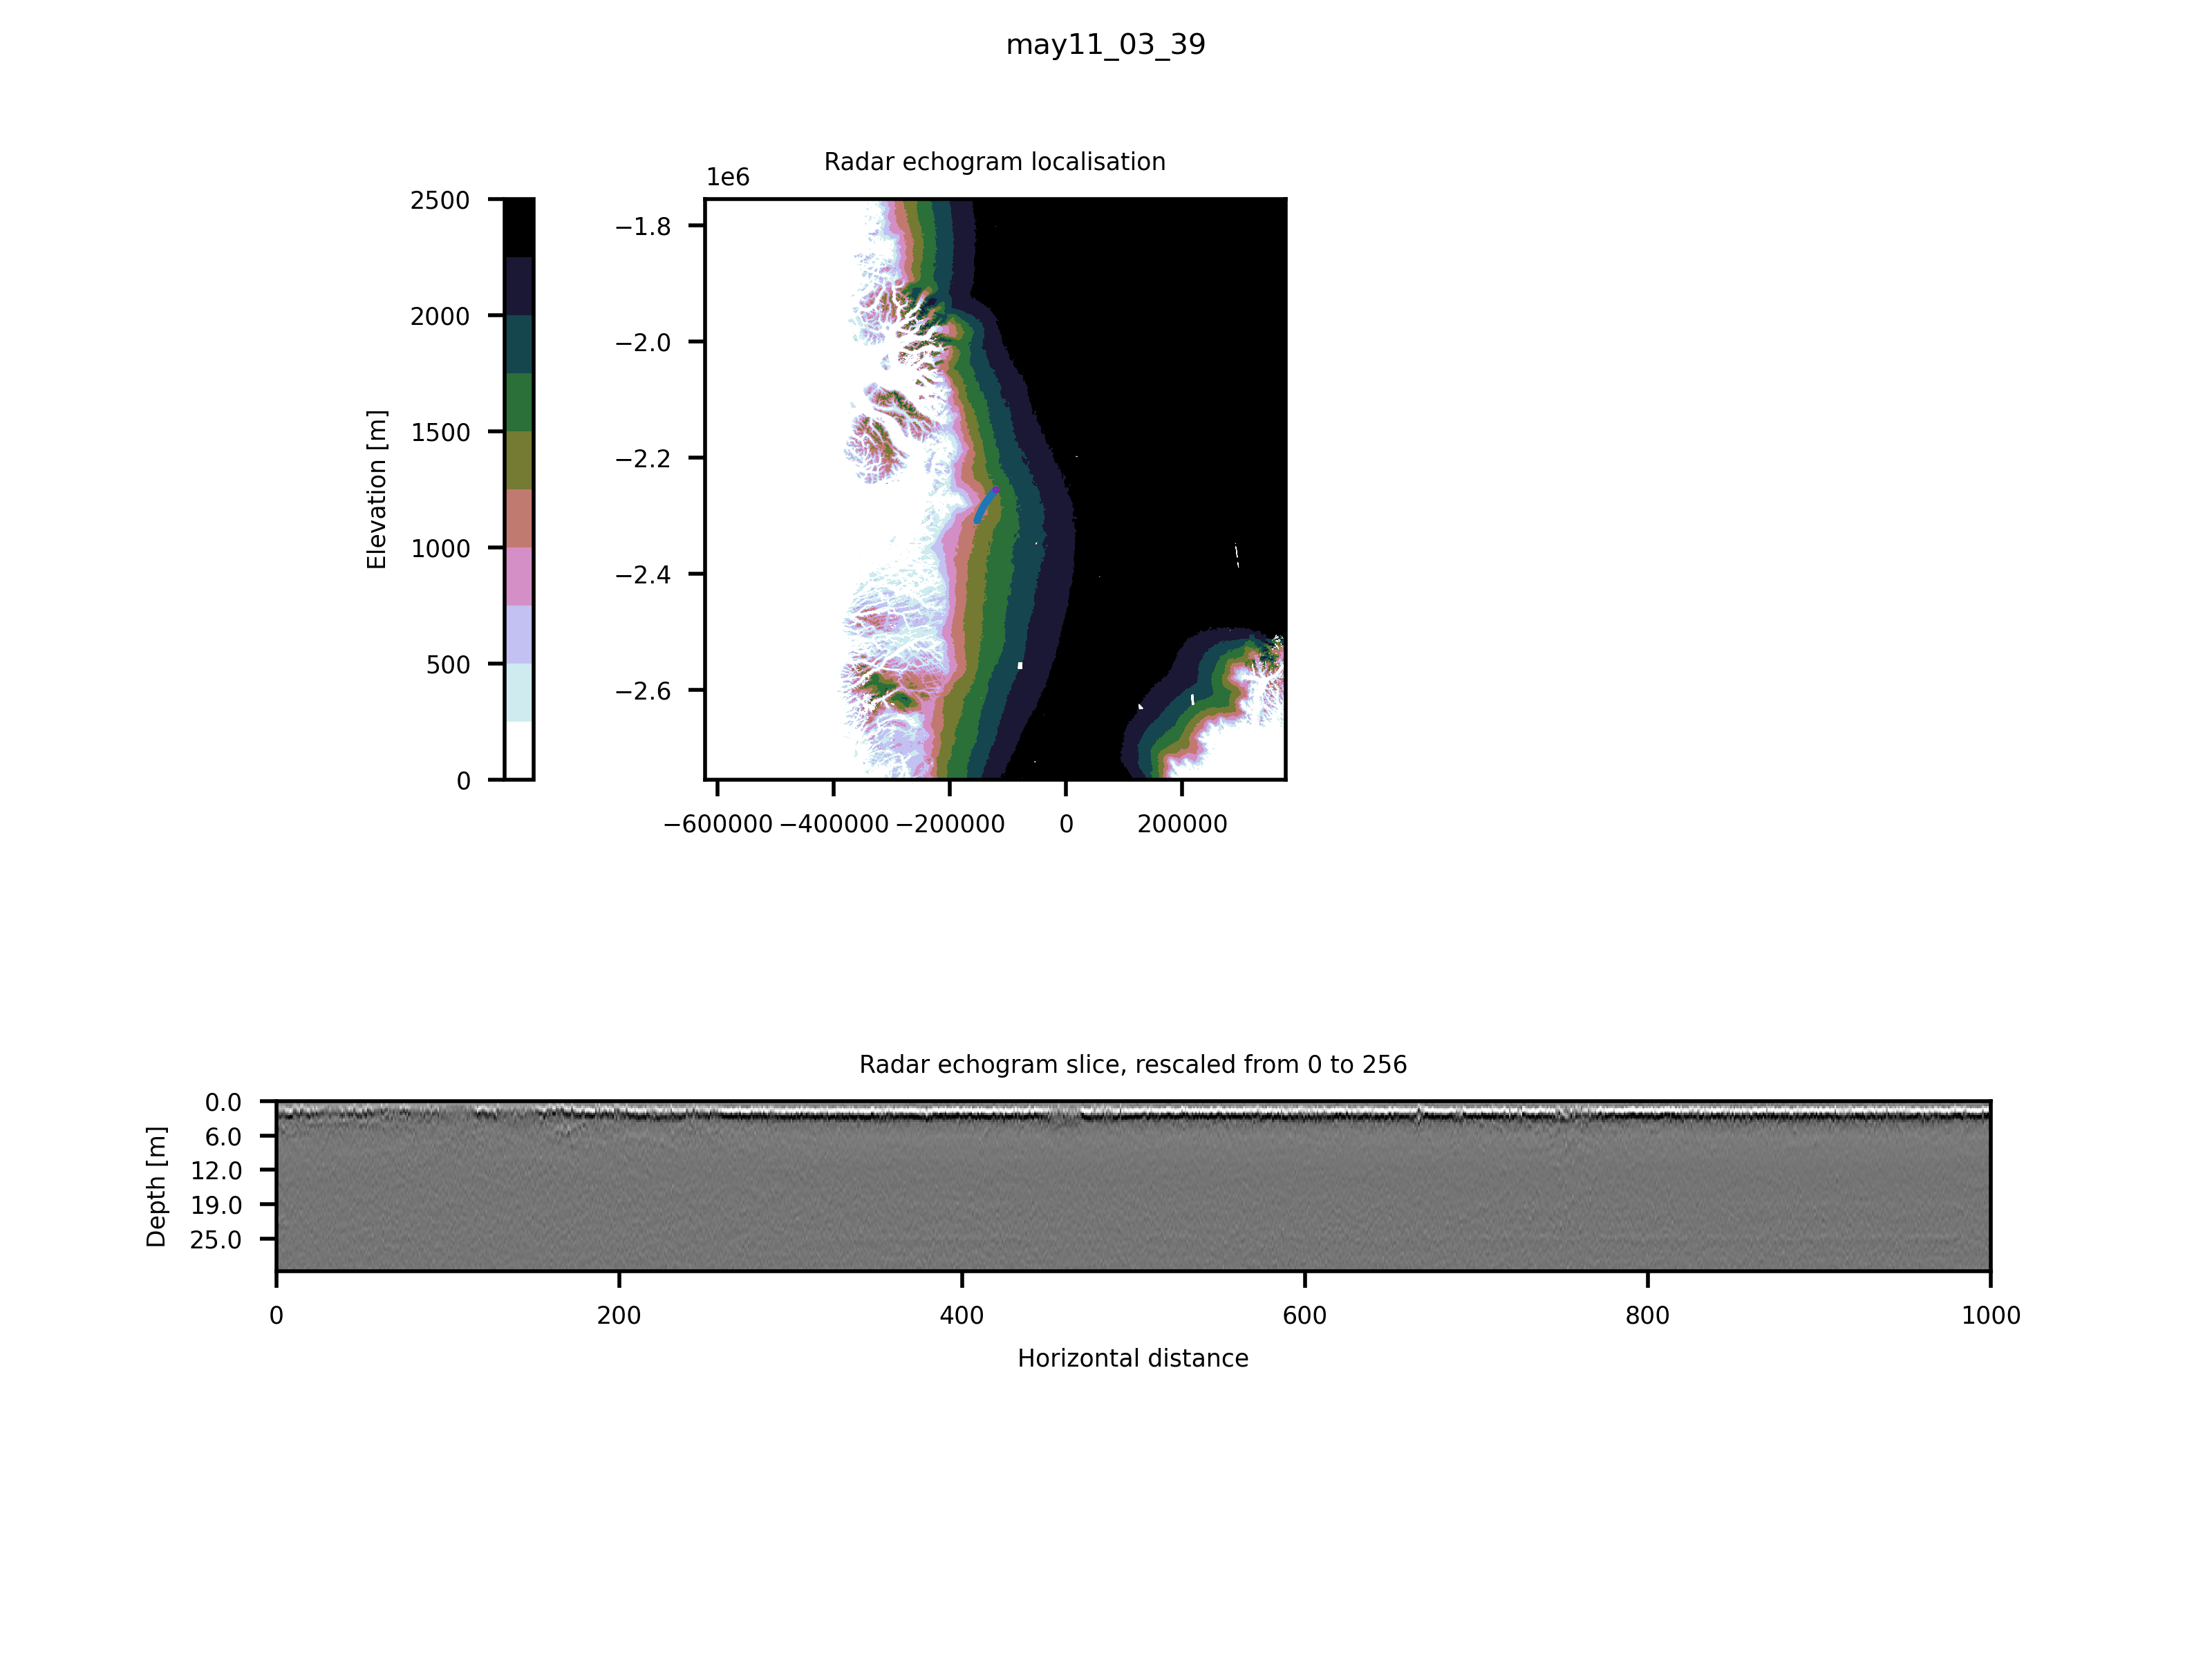 may11_03_39
Radar echogram localisation
1e6
2500
2000
1500
1000
500
0
Elevation [m]
−1.8
−2.0
−2.2
−2.4
−2.6
−600000 −400000 −200000 0 200000
Radar echogram slice, rescaled from 0 to 256
0.0
6.0
12.0
19.0
25.0
Depth [m]
0 200 400 600 800 1000
Horizontal distance